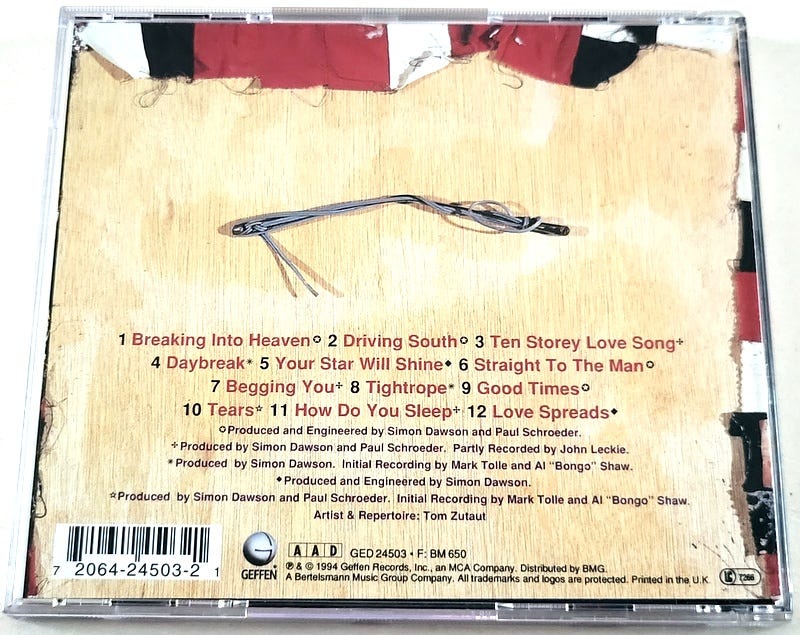 1 Breaking Into Heaven✪ 2 Driving South✪ 3 Ten Storey Love Song÷
4 Daybreak* 5 Your Star Will Shine◆ 6 Straight To The Man✪
7 Begging You÷ 8 Tightrope* 9 Good Times✪
10 Tears☆ 11 How Do You Sleep÷ 12 Love Spreads◆
✪Produced and Engineered by Simon Dawson and Paul Schroeder.
÷Produced by Simon Dawson and Paul Schroeder. Partly Recorded by John Leckie.
*Produced by Simon Dawson. Initial Recording by Mark Tolle and Al “Bongo” Shaw.
◆Produced and Engineered by Simon Dawson.
☆Produced by Simon Dawson and Paul Schroeder. Initial Recording by Mark Tolle and Al “Bongo” Shaw.
Artist & Repertoire: Tom Zutaut
7 2064-24503-2 1
GEFFEN
AAD GED 24503 • F: BM 650
℗ & © 1994 Geffen Records, Inc., an MCA Company. Distributed by BMG.
A Bertelsmann Music Group Company. All trademarks and logos are protected. Printed in the U.K.
LC 7266